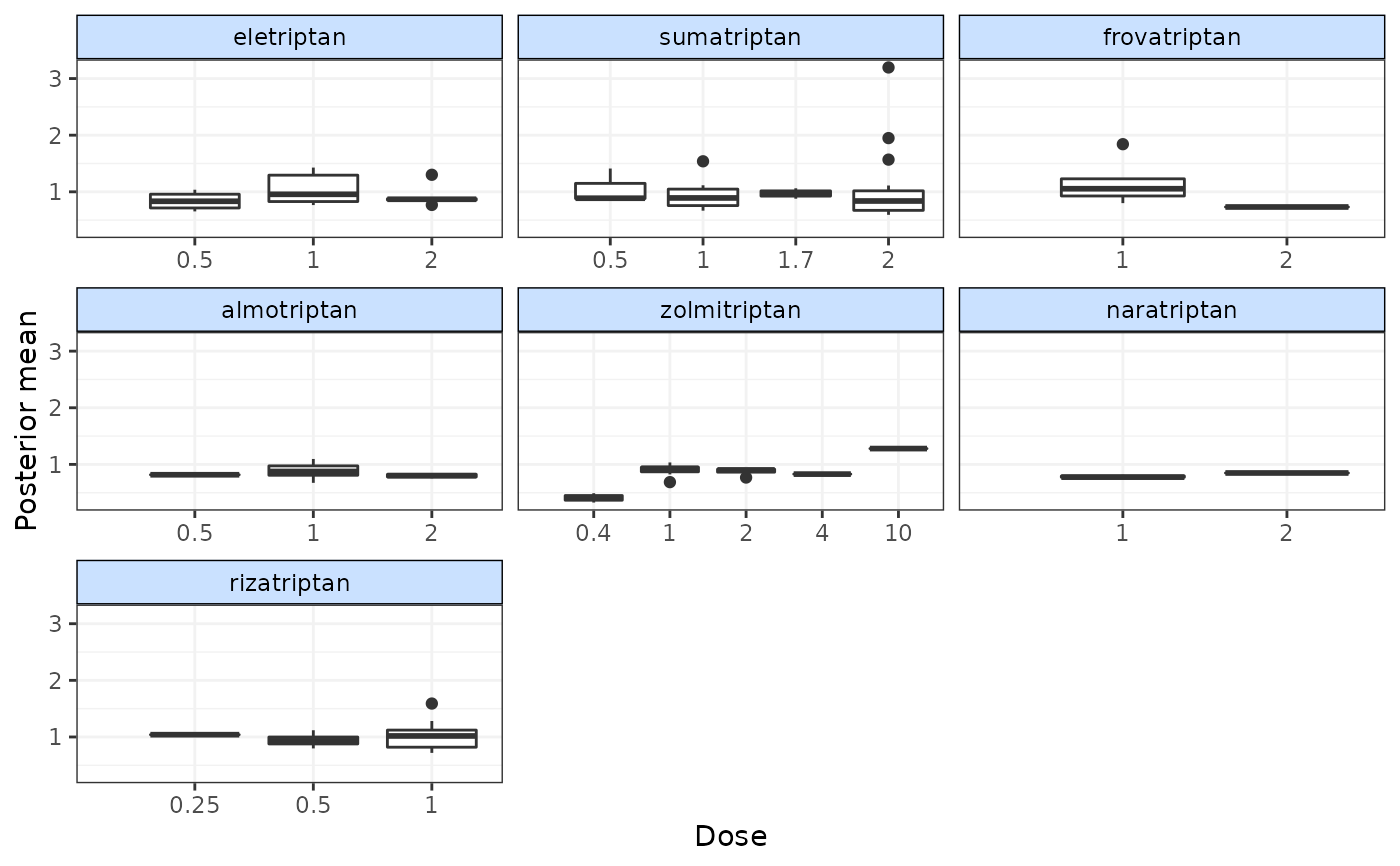 eletriptan sumatriptan frovatriptan
3
2
1
0.5 1 2 0.5 1 1.7 2 1 2
almotriptan zolmitriptan naratriptan
3
2
1
0.5 1 2 0.4 1 2 4 10 1 2
rizatriptan
3
2
1
0.25 0.5 1
Posterior mean
Dose